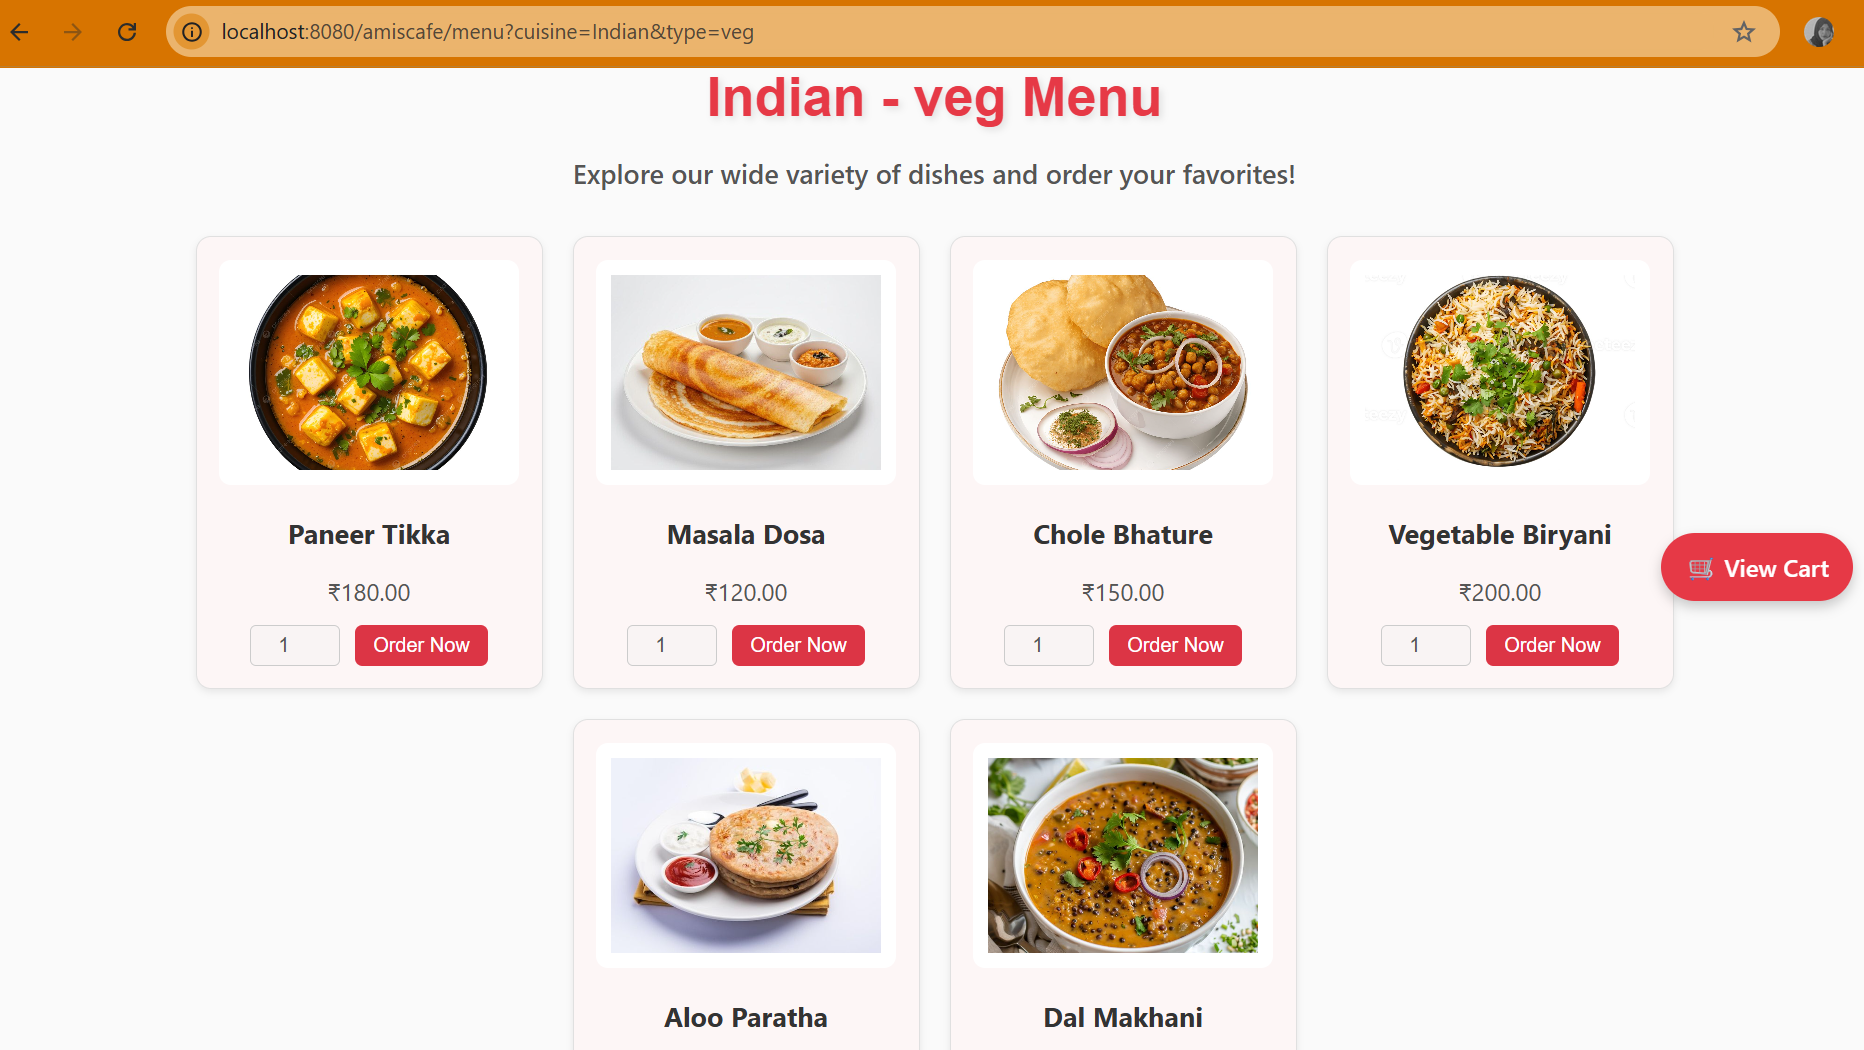 localhost:8080/amiscafe/menu?cuisine=Indian&type=veg
Indian - veg Menu
Explore our wide variety of dishes and order your favorites!
Paneer Tikka
₹180.00
1 Order Now
Masala Dosa
₹120.00
1 Order Now
Chole Bhature
₹150.00
1 Order Now
Vegetable Biryani
₹200.00
1 Order Now
View Cart
Aloo Paratha
Dal Makhani